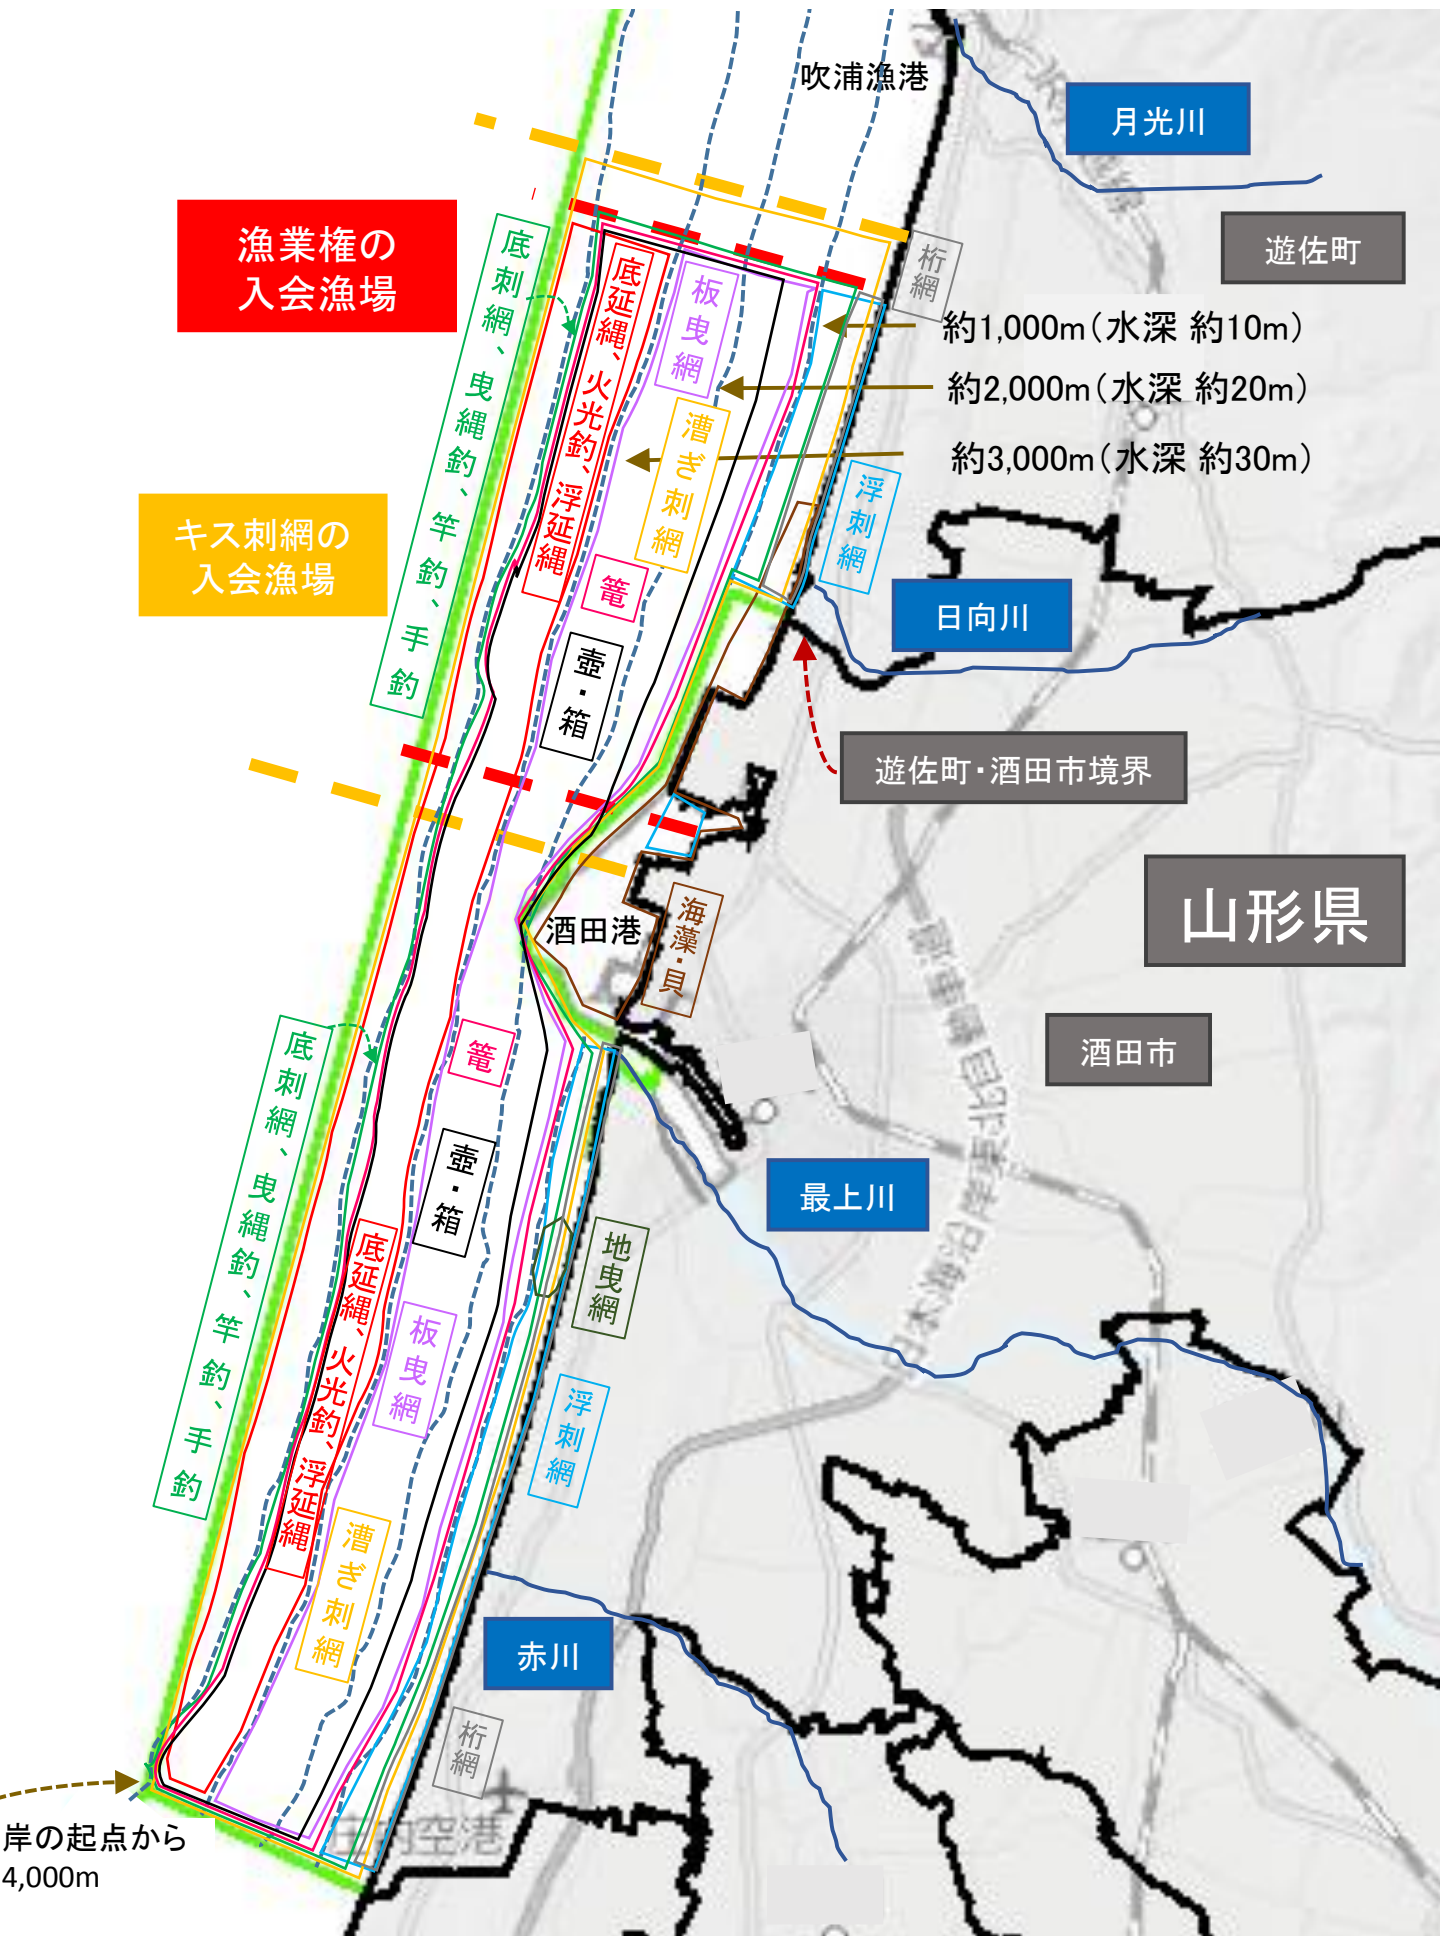 吹浦漁港
月光川
漁業権の
入会漁場
遊佐町
桁網
底刺網、曳縄釣、竿釣、手釣
底延縄、火光釣、浮延縄
板曳網
約1,000m（水深 約10m）
約2,000m（水深 約20m）
約3,000m（水深 約30m）
漕ぎ刺網
浮刺網
キス刺網の
入会漁場
篭
日向川
壺・箱
遊佐町・酒田市境界
山形県
海藻・貝
酒田港
酒田市
底刺網、曳縄釣、竿釣、手釣
篭
壺・箱
最上川
地曳網
底延縄、火光釣、浮延縄
板曳網
浮刺網
漕ぎ刺網
赤川
桁網
庄内空港
岸の起点から
4,000m